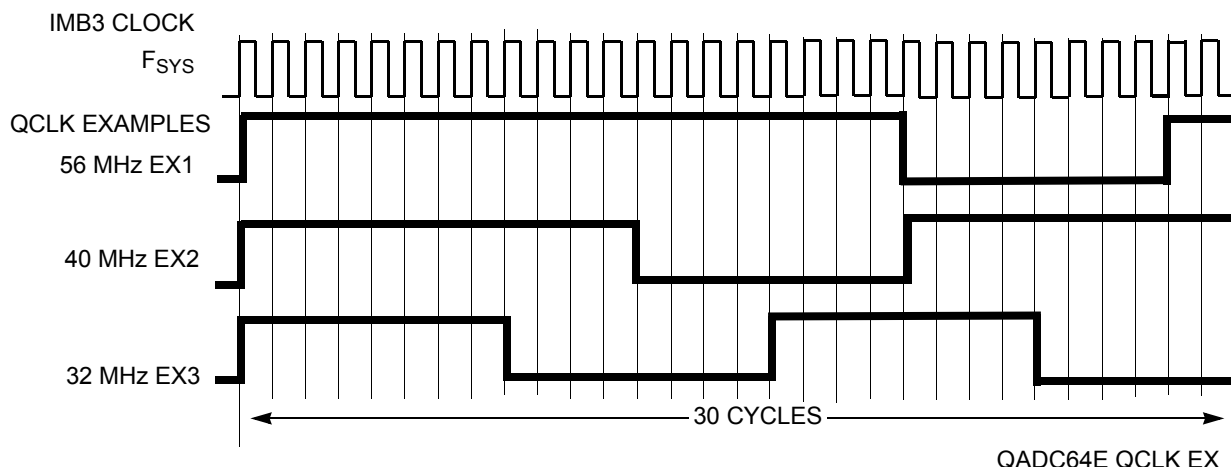 IMB3 CLOCK
FSYS
QCLK EXAMPLES
56 MHz EX1
40 MHz EX2
32 MHz EX3
30 CYCLES
QADC64E QCLK EX